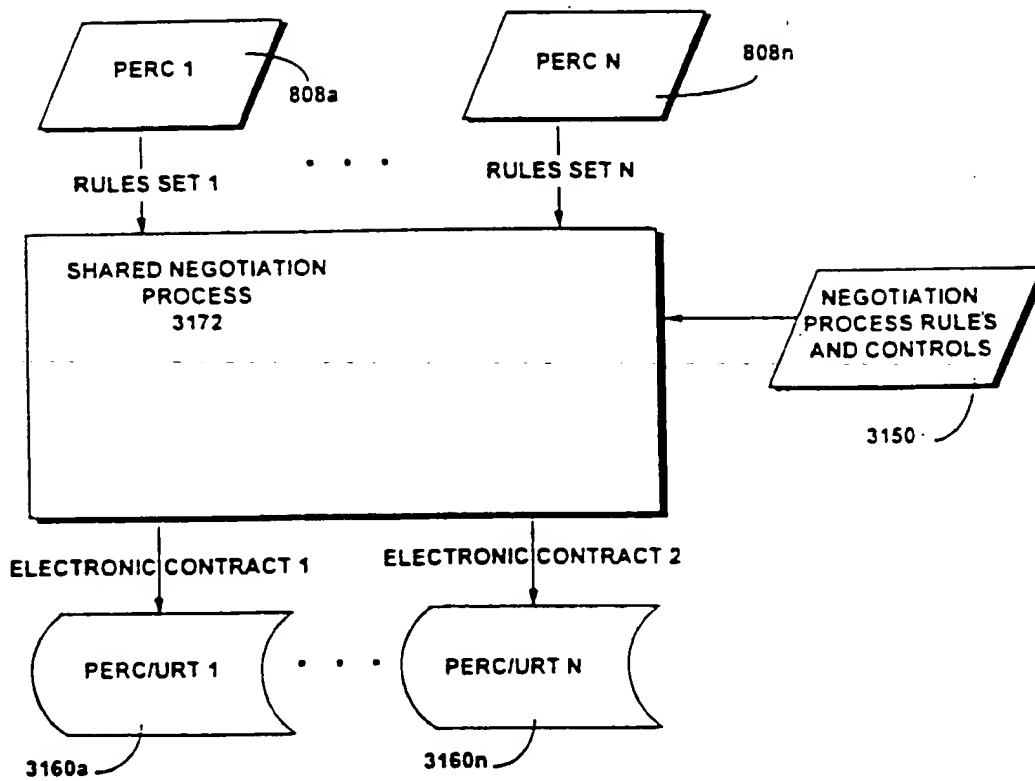 PERC 1
808a
PERC N
808n
RULES SET 1
RULES SET N
SHARED NEGOTIATION
PROCESS
3172
NEGOTIATION
PROCESS RULES
AND CONTROLS
3150
ELECTRONIC CONTRACT 1
ELECTRONIC CONTRACT 2
PERC/URT 1
PERC/URT N
3160a
3160n